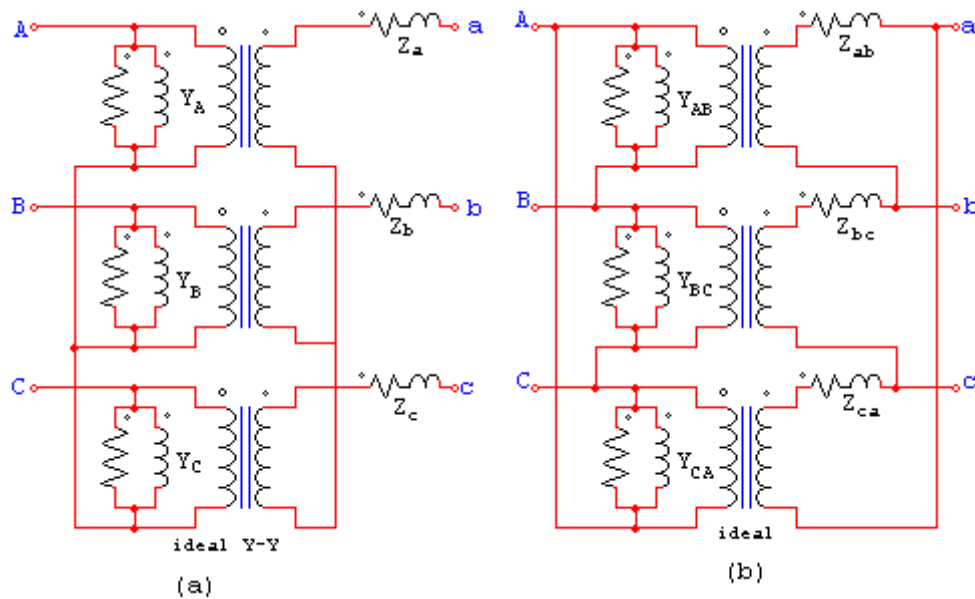 A
Y_A
Z_a
a
B
Y_B
Z_b
b
C
Y_C
Z_c
c
ideal Y-Y
(a)
A
Y_AB
Z_ab
a
B
Y_BC
Z_bc
b
C
Y_CA
Z_ca
c
ideal
(b)